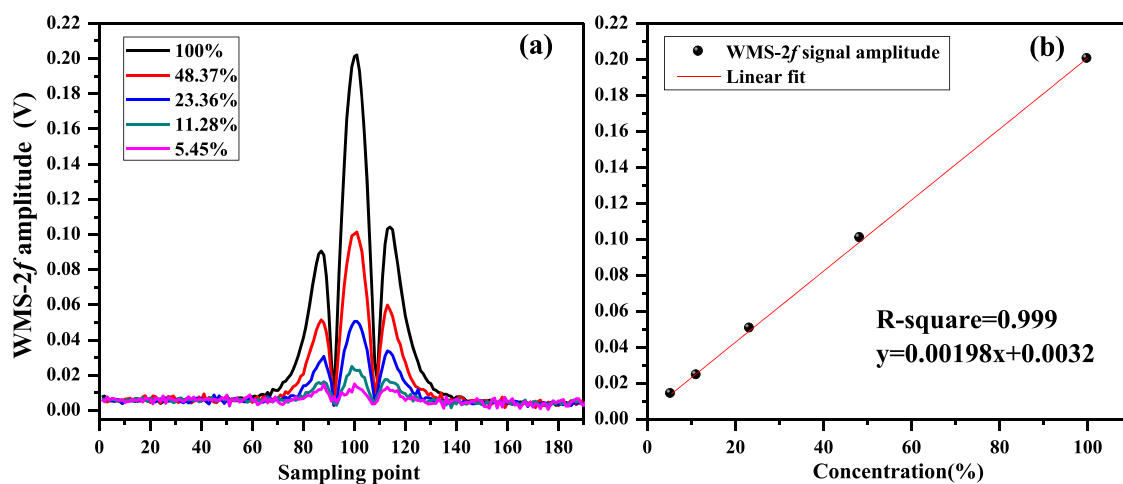 (a)
100%
48.37%
23.36%
11.28%
5.45%
WMS-2f amplitude (V)
0.22
0.20
0.18
0.16
0.14
0.12
0.10
0.08
0.06
0.04
0.02
0.00
0 20 40 60 80 100 120 140 160 180
Sampling point
(b)
WMS-2f signal amplitude
Linear fit
0.22
0.20
0.18
0.16
0.14
0.12
0.10
0.08
0.06
0.04
0.02
0.00
R-square=0.999
y=0.00198x+0.0032
0 20 40 60 80 100
Concentration(%)